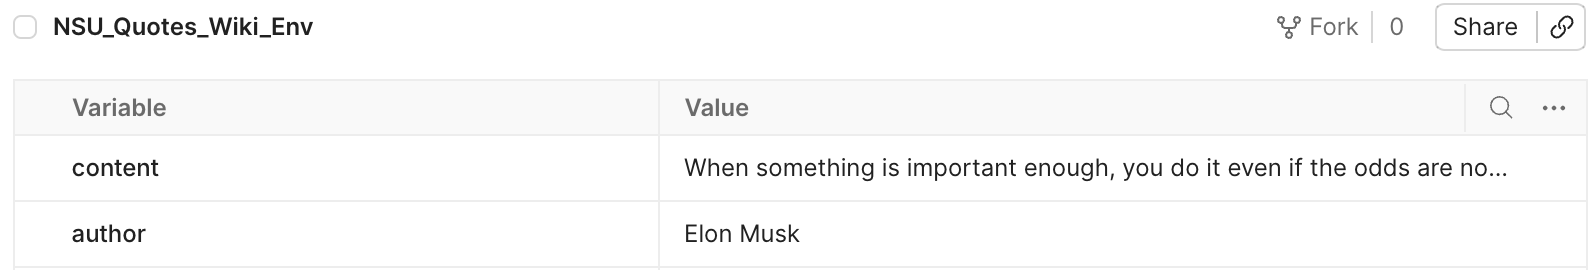 NSU_Quotes_Wiki_Env Fork 0 Share
Variable Value
content When something is important enough, you do it even if the odds are no...
author Elon Musk